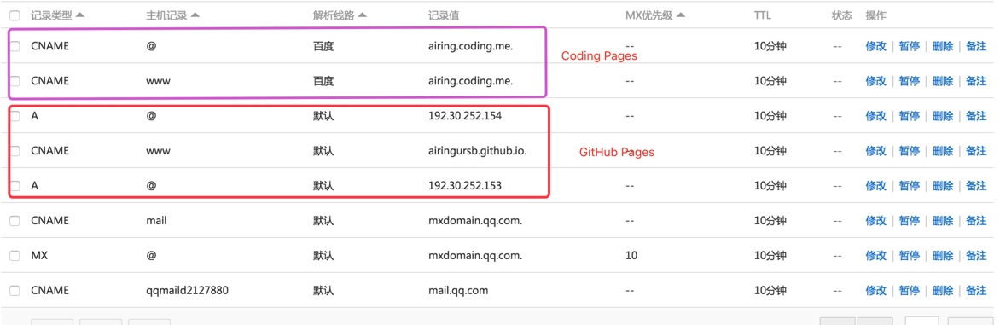 记录类型 主机记录 解析线路 记录值 MX优先级 TTL 状态 操作
CNAME @ 百度 airing.coding.me. -- 10分钟 -- 修改 | 暂停 | 删除 | 备注
Coding Pages
CNAME www 百度 airing.coding.me. -- 10分钟 -- 修改 | 暂停 | 删除 | 备注
A @ 默认 192.30.252.154 -- 10分钟 -- 修改 | 暂停 | 删除 | 备注
CNAME www 默认 airingursb.github.io. -- 10分钟 -- 修改 | 暂停 | 删除 | 备注
GitHub Pages
A @ 默认 192.30.252.153 -- 10分钟 -- 修改 | 暂停 | 删除 | 备注
CNAME mail 默认 mxdomain.qq.com. -- 10分钟 -- 修改 | 暂停 | 删除 | 备注
MX @ 默认 mxdomain.qq.com. 10 10分钟 -- 修改 | 暂停 | 删除 | 备注
CNAME qqmaild2127880 默认 mail.qq.com -- 10分钟 -- 修改 | 暂停 | 删除 | 备注